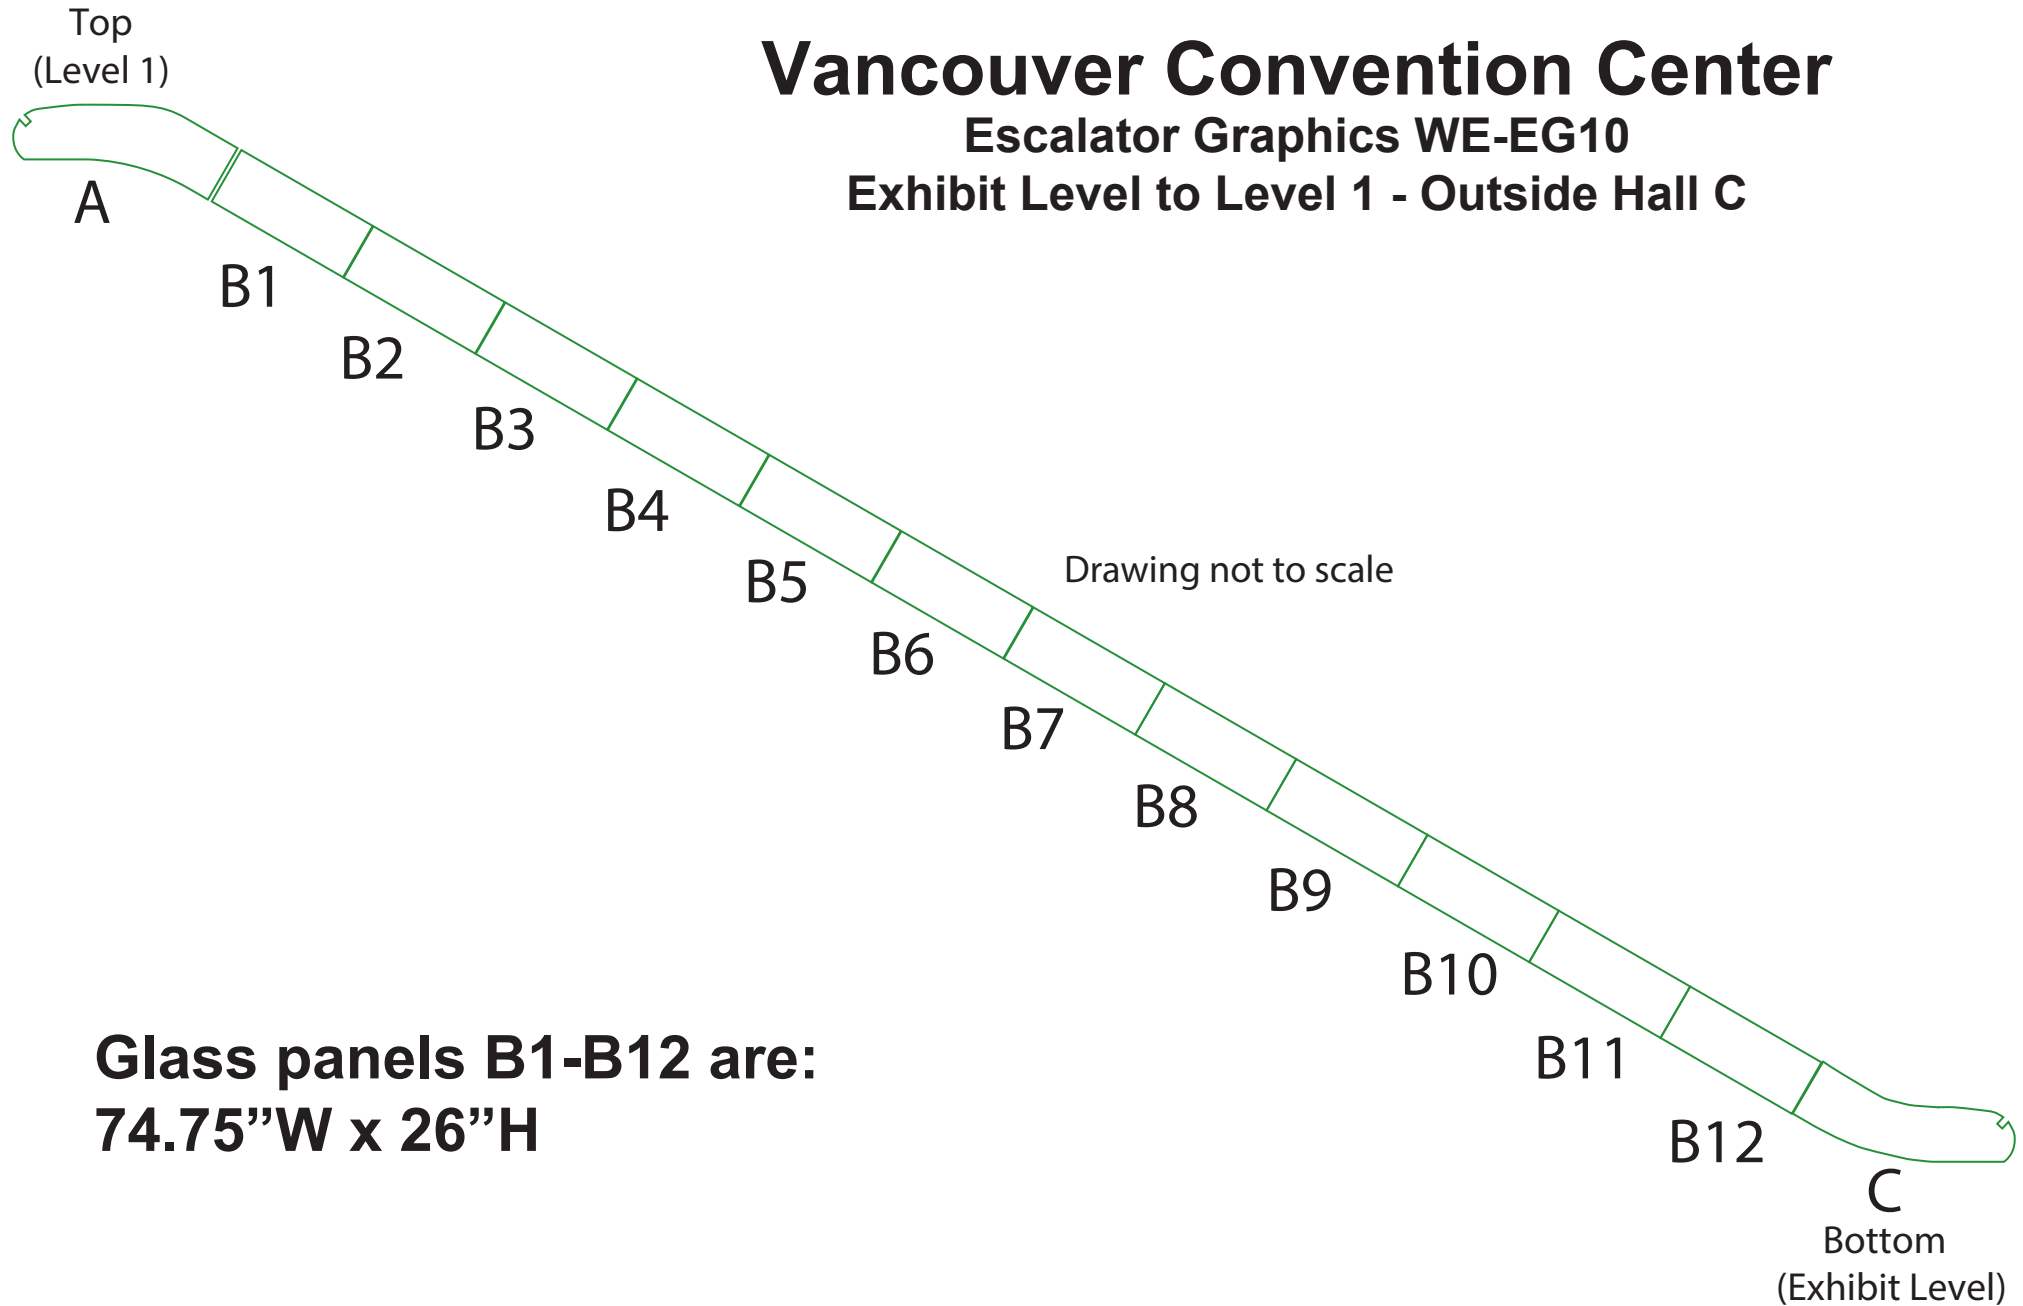 Top
(Level 1)
Vancouver Convention Center
Escalator Graphics WE-EG10
Exhibit Level to Level 1 - Outside Hall C
A
B1
B2
B3
B4
B5
Drawing not to scale
B6
B7
B8
B9
B10
B11
B12
Glass panels B1-B12 are:
74.75”W x 26”H
C
Bottom
(Exhibit Level)